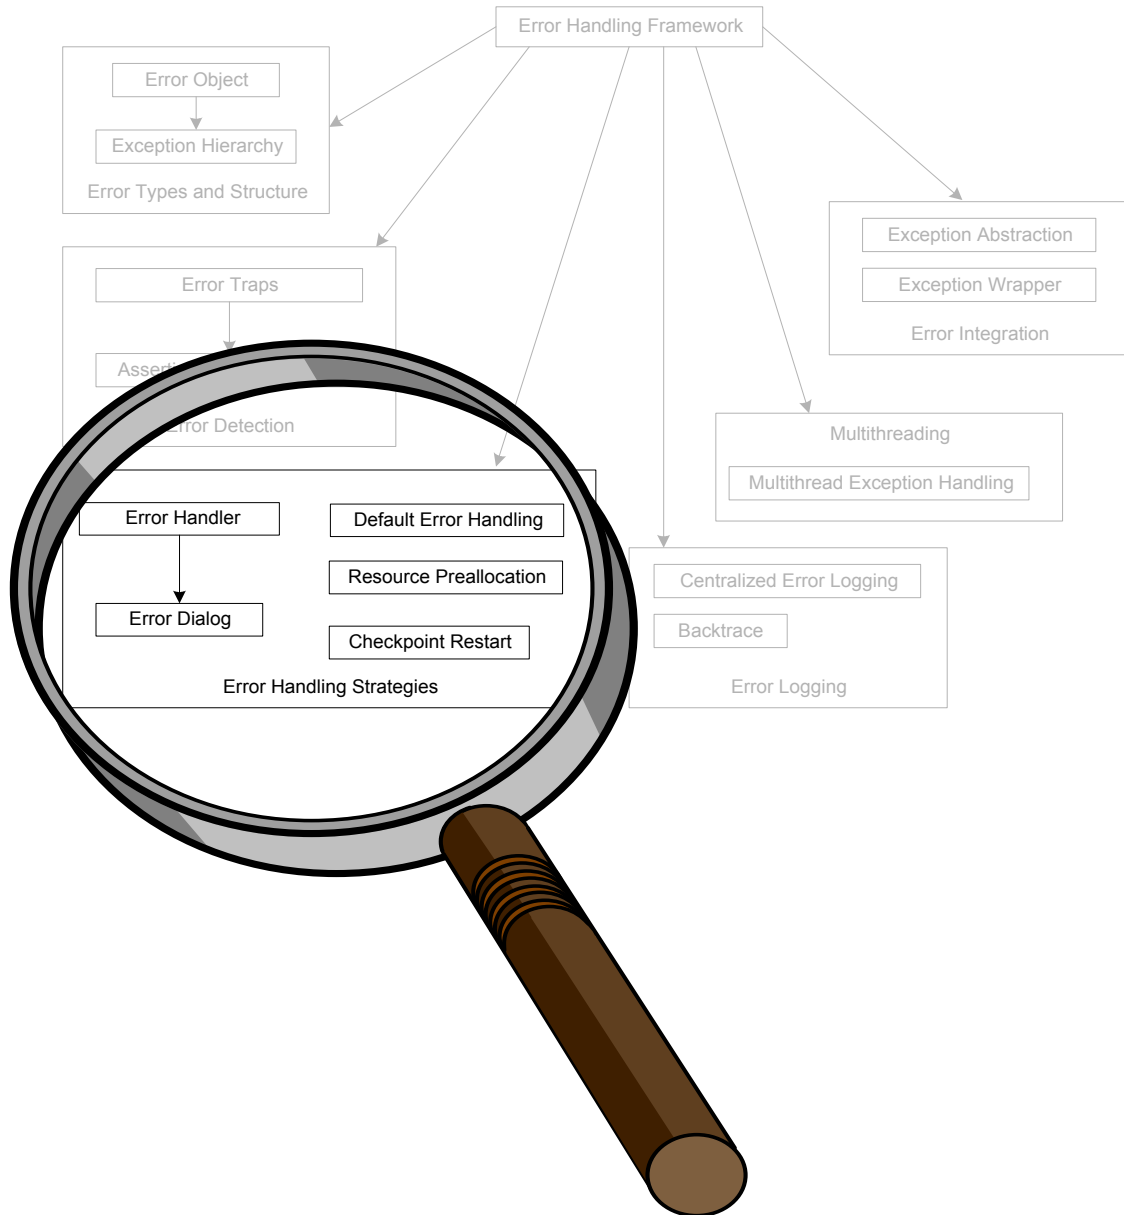 Error Handling Framework
Error Object
Exception Hierarchy
Error Types and Structure
Exception Abstraction
Exception Wrapper
Error Integration
Error Traps
Error Detection
Multithreading
Multithread Exception Handling
Error Handler
Default Error Handling
Resource Preallocation
Error Dialog
Checkpoint Restart
Error Handling Strategies
Centralized Error Logging
Backtrace
Error Logging